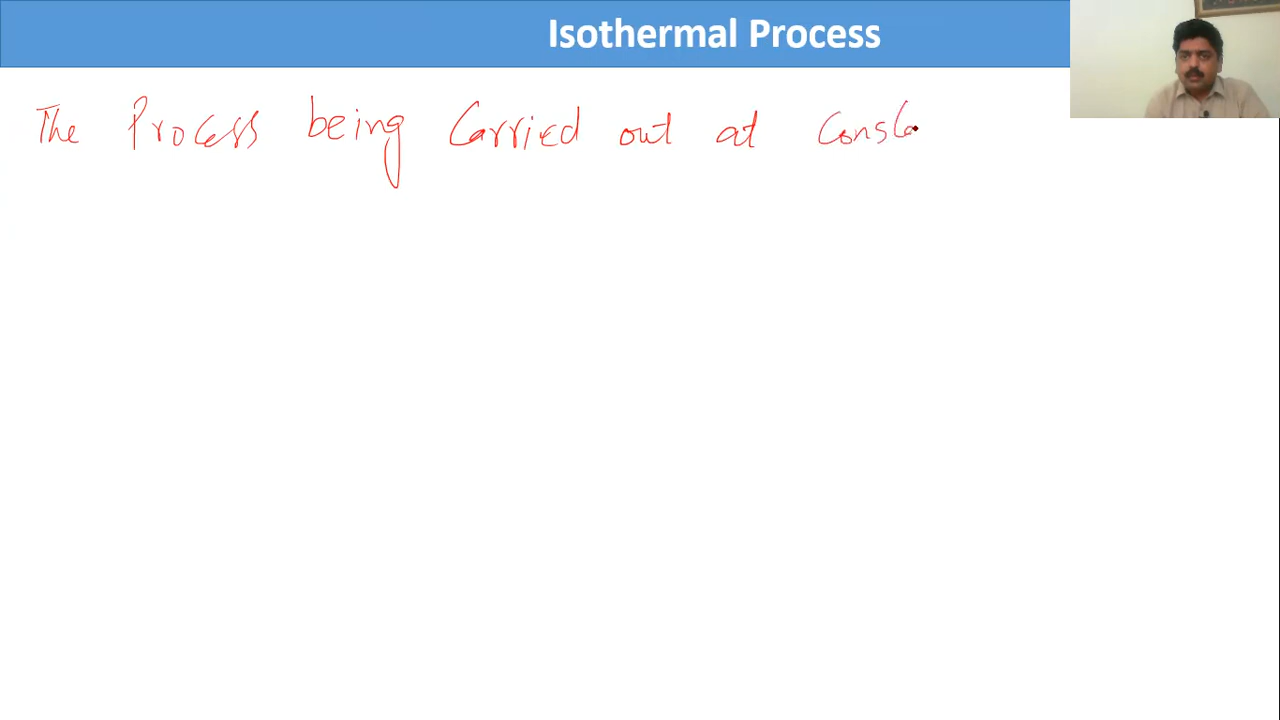 Isothermal Process
The Process being Carried out at